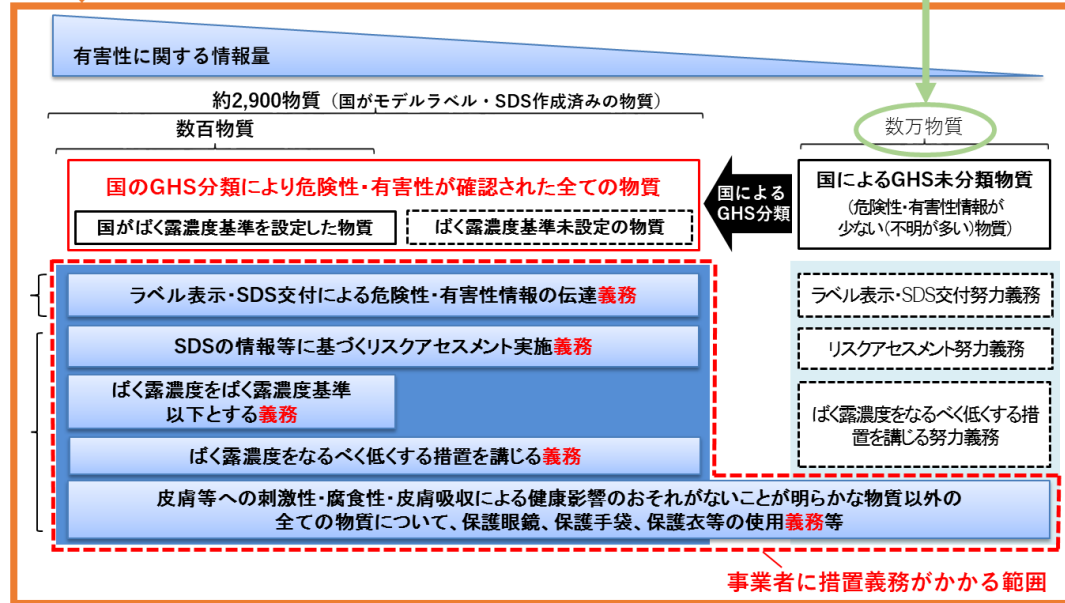 有害性に関する情報量
約2,900物質（国がモデルラベル・SDS作成済みの物質）
数百物質
数万物質
国のGHS分類により危険性・有害性が確認された全ての物質
国がばく露濃度基準を設定した物質
ばく露濃度基準未設定の物質
国による
GHS分類
国によるGHS未分類物質
(危険性・有害性情報が
少ない(不明が多い)物質)
ラベル表示・SDS交付による危険性・有害性情報の伝達義務
ラベル表示・SDS交付努力義務
SDSの情報等に基づくリスクアセスメント実施義務
リスクアセスメント努力義務
ばく露濃度をばく露濃度基準
以下とする義務
ばく露濃度をなるべく低くする措置を講じる義務
ばく露濃度をなるべく低くする措
置を講じる努力義務
皮膚等への刺激性・腐食性・皮膚吸収による健康影響のおそれがないことが明らかな物質以外の
全ての物質について、保護眼鏡、保護手袋、保護衣等の使用義務等
事業者に措置義務がかかる範囲